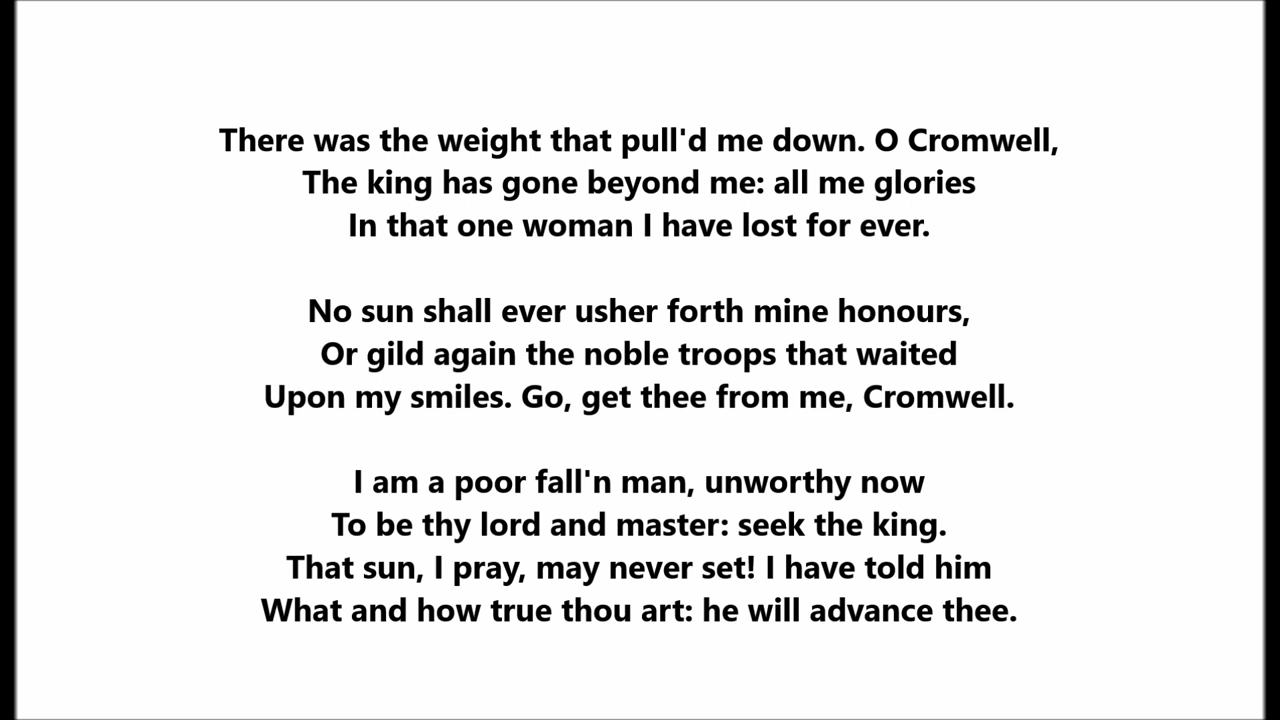 There was the weight that pull'd me down. O Cromwell,
The king has gone beyond me: all me glories
In that one woman I have lost for ever.
No sun shall ever usher forth mine honours,
Or gild again the noble troops that waited
Upon my smiles. Go, get thee from me, Cromwell.
I am a poor fall'n man, unworthy now
To be thy lord and master: seek the king.
That sun, I pray, may never set! I have told him
What and how true thou art: he will advance thee.